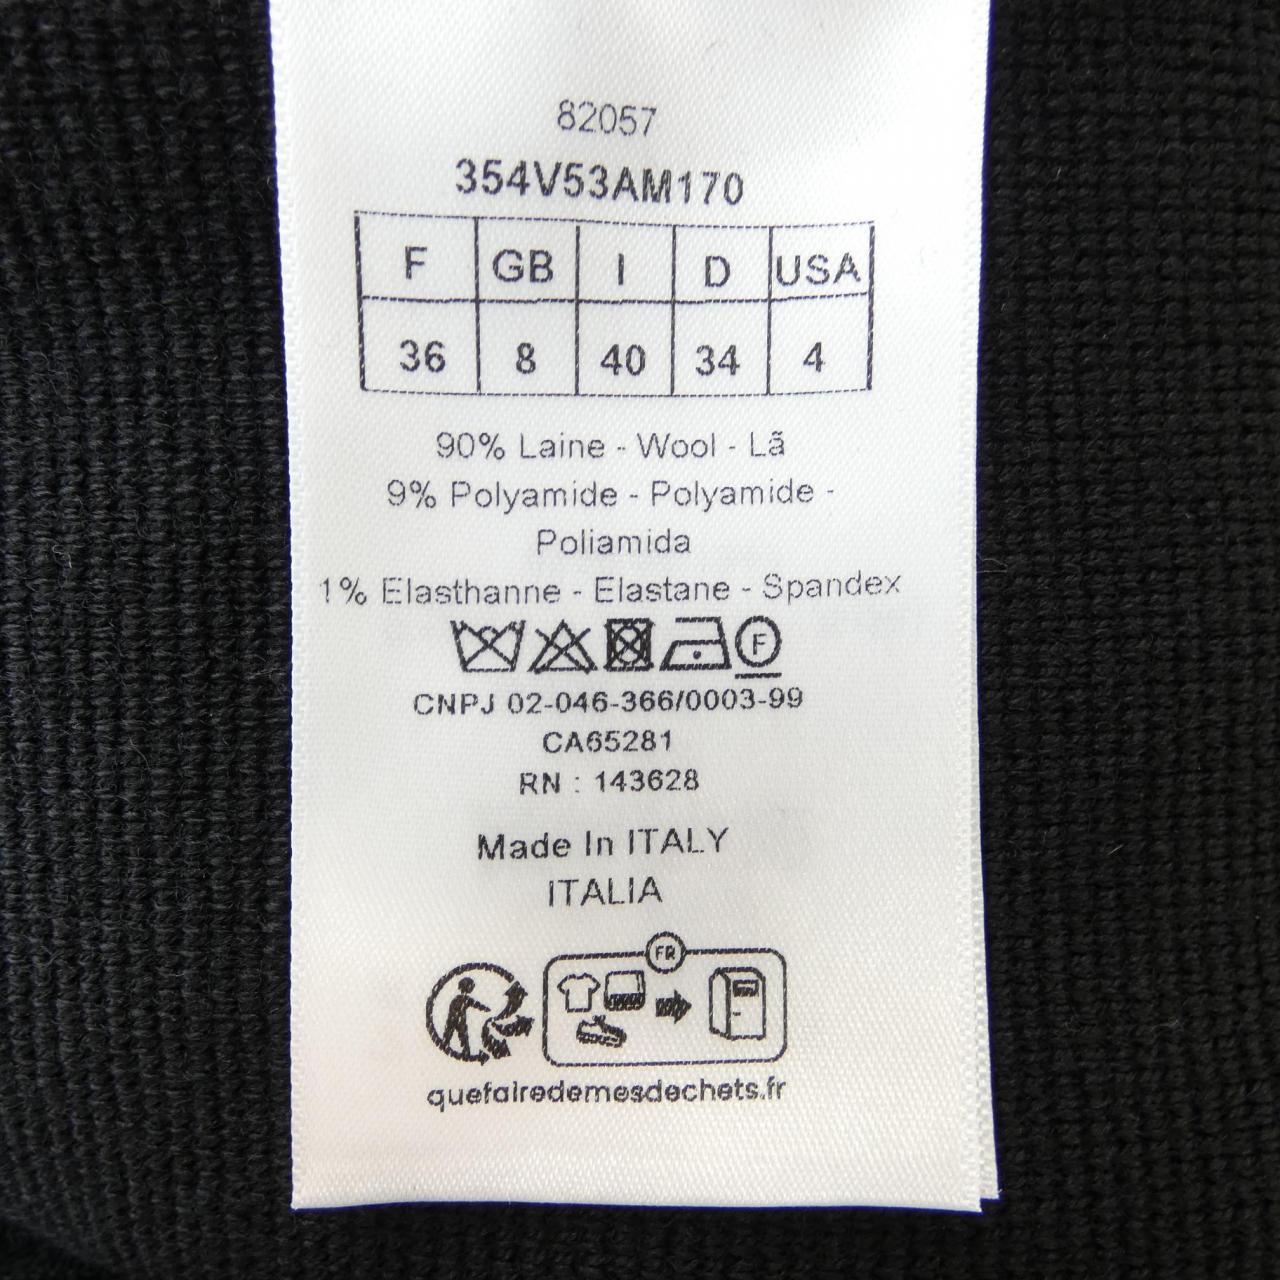 82057
354V53AM170
F GB I D USA
36 8 40 34 4
90% Laine - Wool - Lã
9% Polyamide - Polyamide -
Poliamida
1% Elasthanne - Elastane - Spandex
F
CNPJ 02-046-366/0003-99
CA65281
RN : 143628
Made In ITALY
ITALIA
FR
quefairedemesdechets.fr